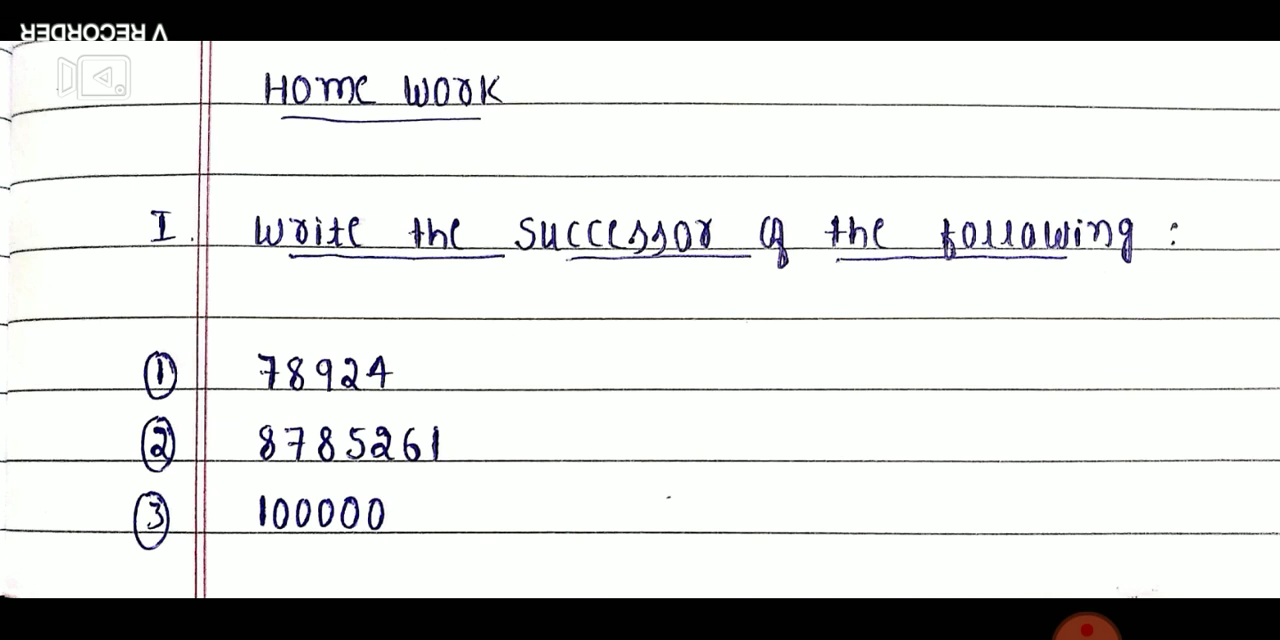 V RECORDER
Home Work
I. Write the successor of the following :
① 78924
② 8785261
③ 100000